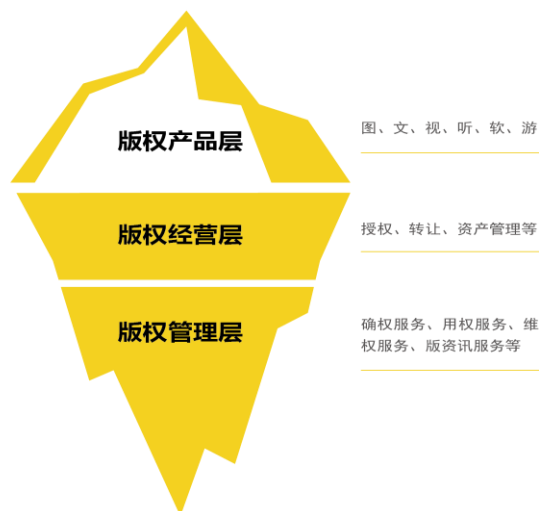 版权产品层
图、文、视、听、软、游
版权经营层
授权、转让、资产管理等
版权管理层
确权服务、用权服务、维
权服务、版资讯服务等